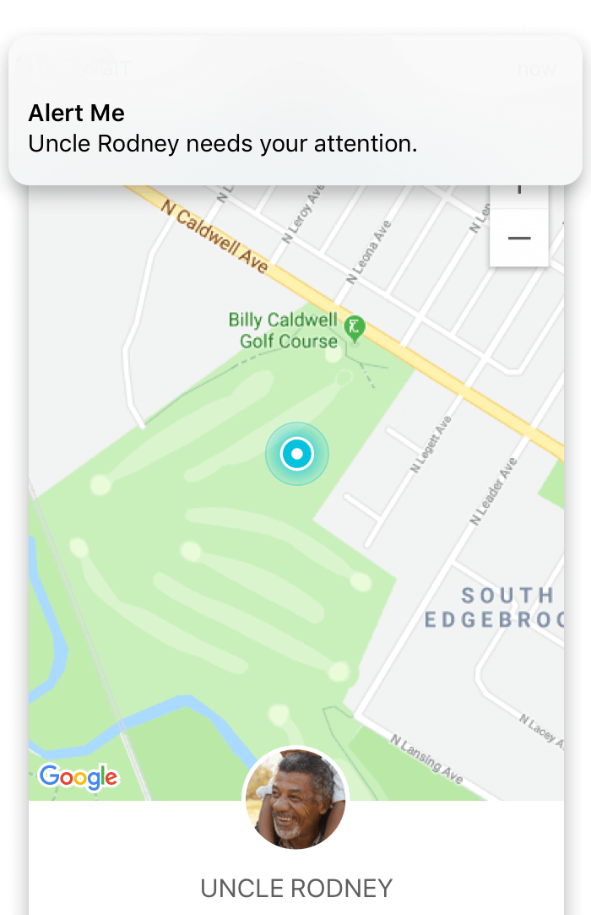 now
Alert Me
Uncle Rodney needs your attention.
N Caldwell Ave
N Leroy Ave
N Leona Ave
Billy Caldwell
Golf Course
N Legett Ave
N Leader Ave
SOUTH
EDGEBROO
N Lansing Ave
N Lacey A
Google
UNCLE RODNEY